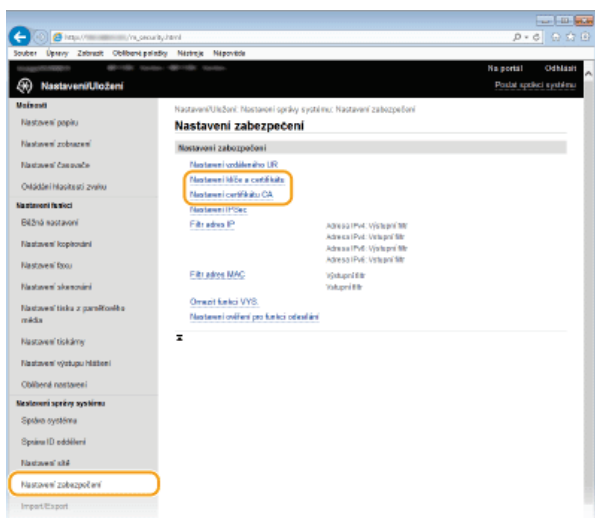 Soubor Úpravy Zobrazit Oblíbené položky Nástroje Nápověda
Na portál Odhlásit
Nastavení/Uložení
Poslat zprávu správci systému
Možnosti
Nastavení papíru
Nastavení zobrazení
Nastavení časovače
Ovládání hlasitosti zvuku
Nastavení funkcí
Běžná nastavení
Nastavení kopírování
Nastavení faxu
Nastavení skenování
Nastavení tisku z paměťového
média
Nastavení tiskárny
Nastavení výstupu hlášení
Oblíbená nastavení
Nastavení správy systému
Správa systému
Správa ID oddělení
Nastavení sítě
Nastavení zabezpečení
Import/Export
Nastavení/Uložení: Nastavení správy systému: Nastavení zabezpečení
Nastavení zabezpečení
Nastavení zabezpečení
Nastavení vzdáleného UR
Nastavení klíče a certifikátu
Nastavení certifikátu CA
Nastavení IPSec
Filtr adres IP
Adresa IPv4: Výstupní filtr
Adresa IPv4: Vstupní filtr
Adresa IPv6: Výstupní filtr
Adresa IPv6: Vstupní filtr
Filtr adres MAC
Výstupní filtr
Vstupní filtr
Omezit funkci VYS.
Nastavení ověření pro funkci odesílání